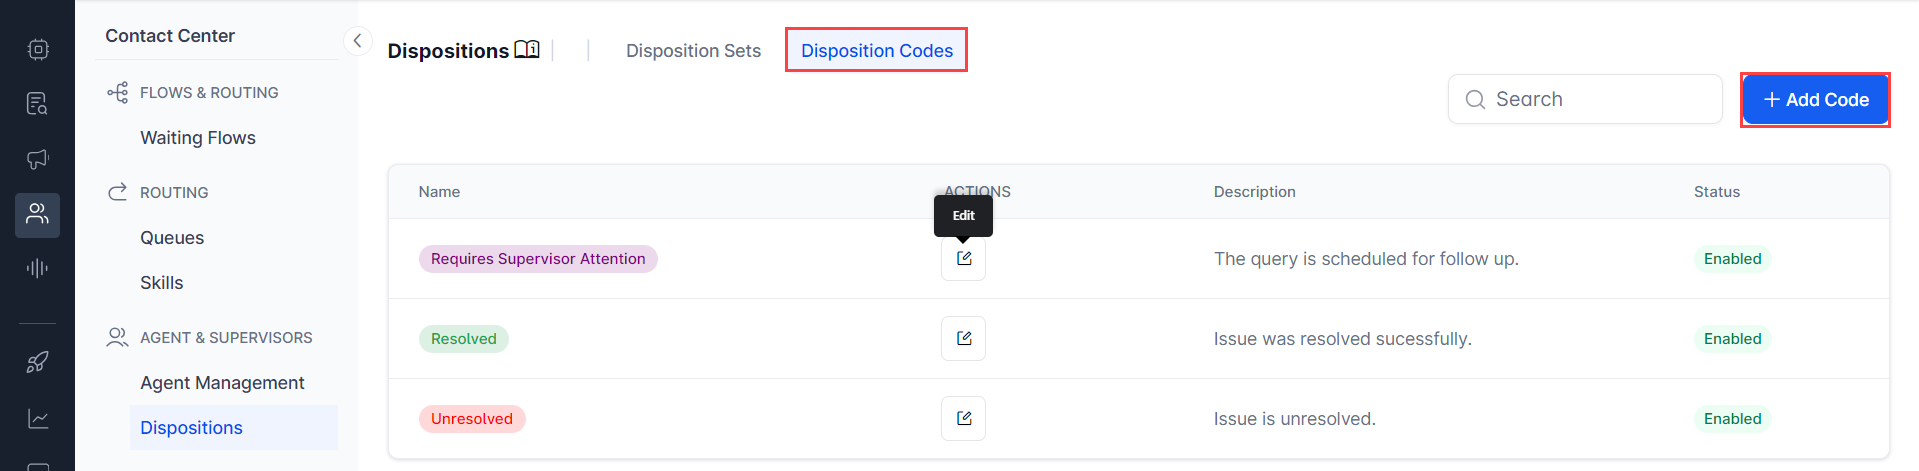 Contact Center
FLOWS & ROUTING
Waiting Flows
ROUTING
Queues
Skills
AGENT & SUPERVISORS
Agent Management
Dispositions
Dispositions Disposition Sets Disposition Codes
Search + Add Code
Name ACTIONS Description Status
Edit
Requires Supervisor Attention The query is scheduled for follow up. Enabled
Resolved Issue was resolved sucessfully. Enabled
Unresolved Issue is unresolved. Enabled